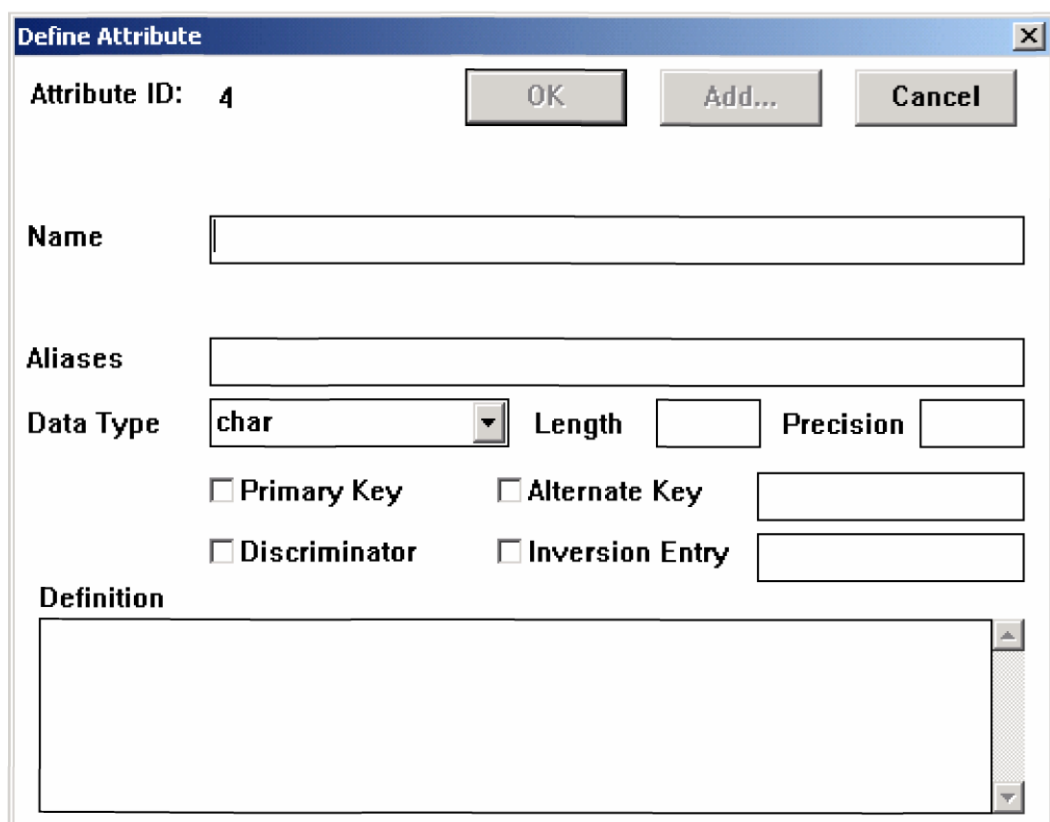 Define Attribute
Attribute ID: 4 OK Add... Cancel
Name
Aliases
Data Type char Length Precision
Primary Key Alternate Key
Discriminator Inversion Entry
Definition